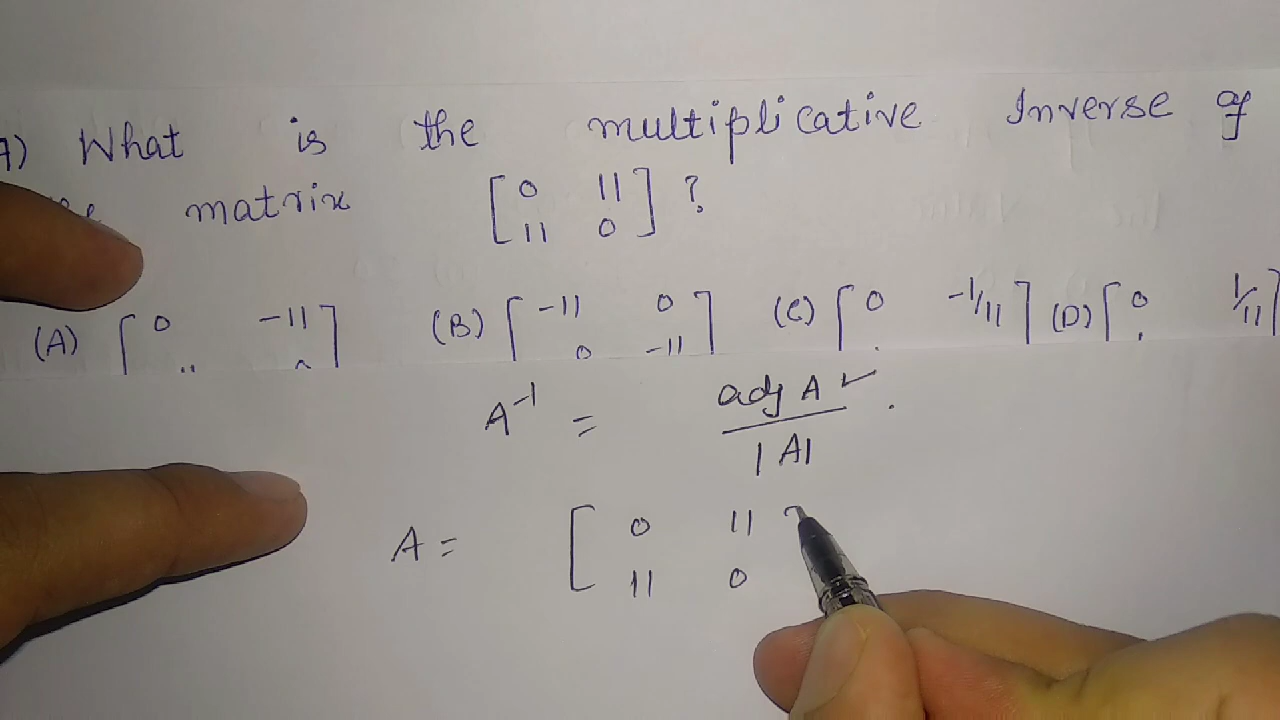 7) What is the multiplicative Inverse of
matrix [0 11] ?
[11 0]
(A) [0 -11] (B) [-11 0] (C) [0 -1/11] (D) [0 1/11]
0 -11
A⁻¹ = adj A ✓ .
|A|
A = [0 11
11 0